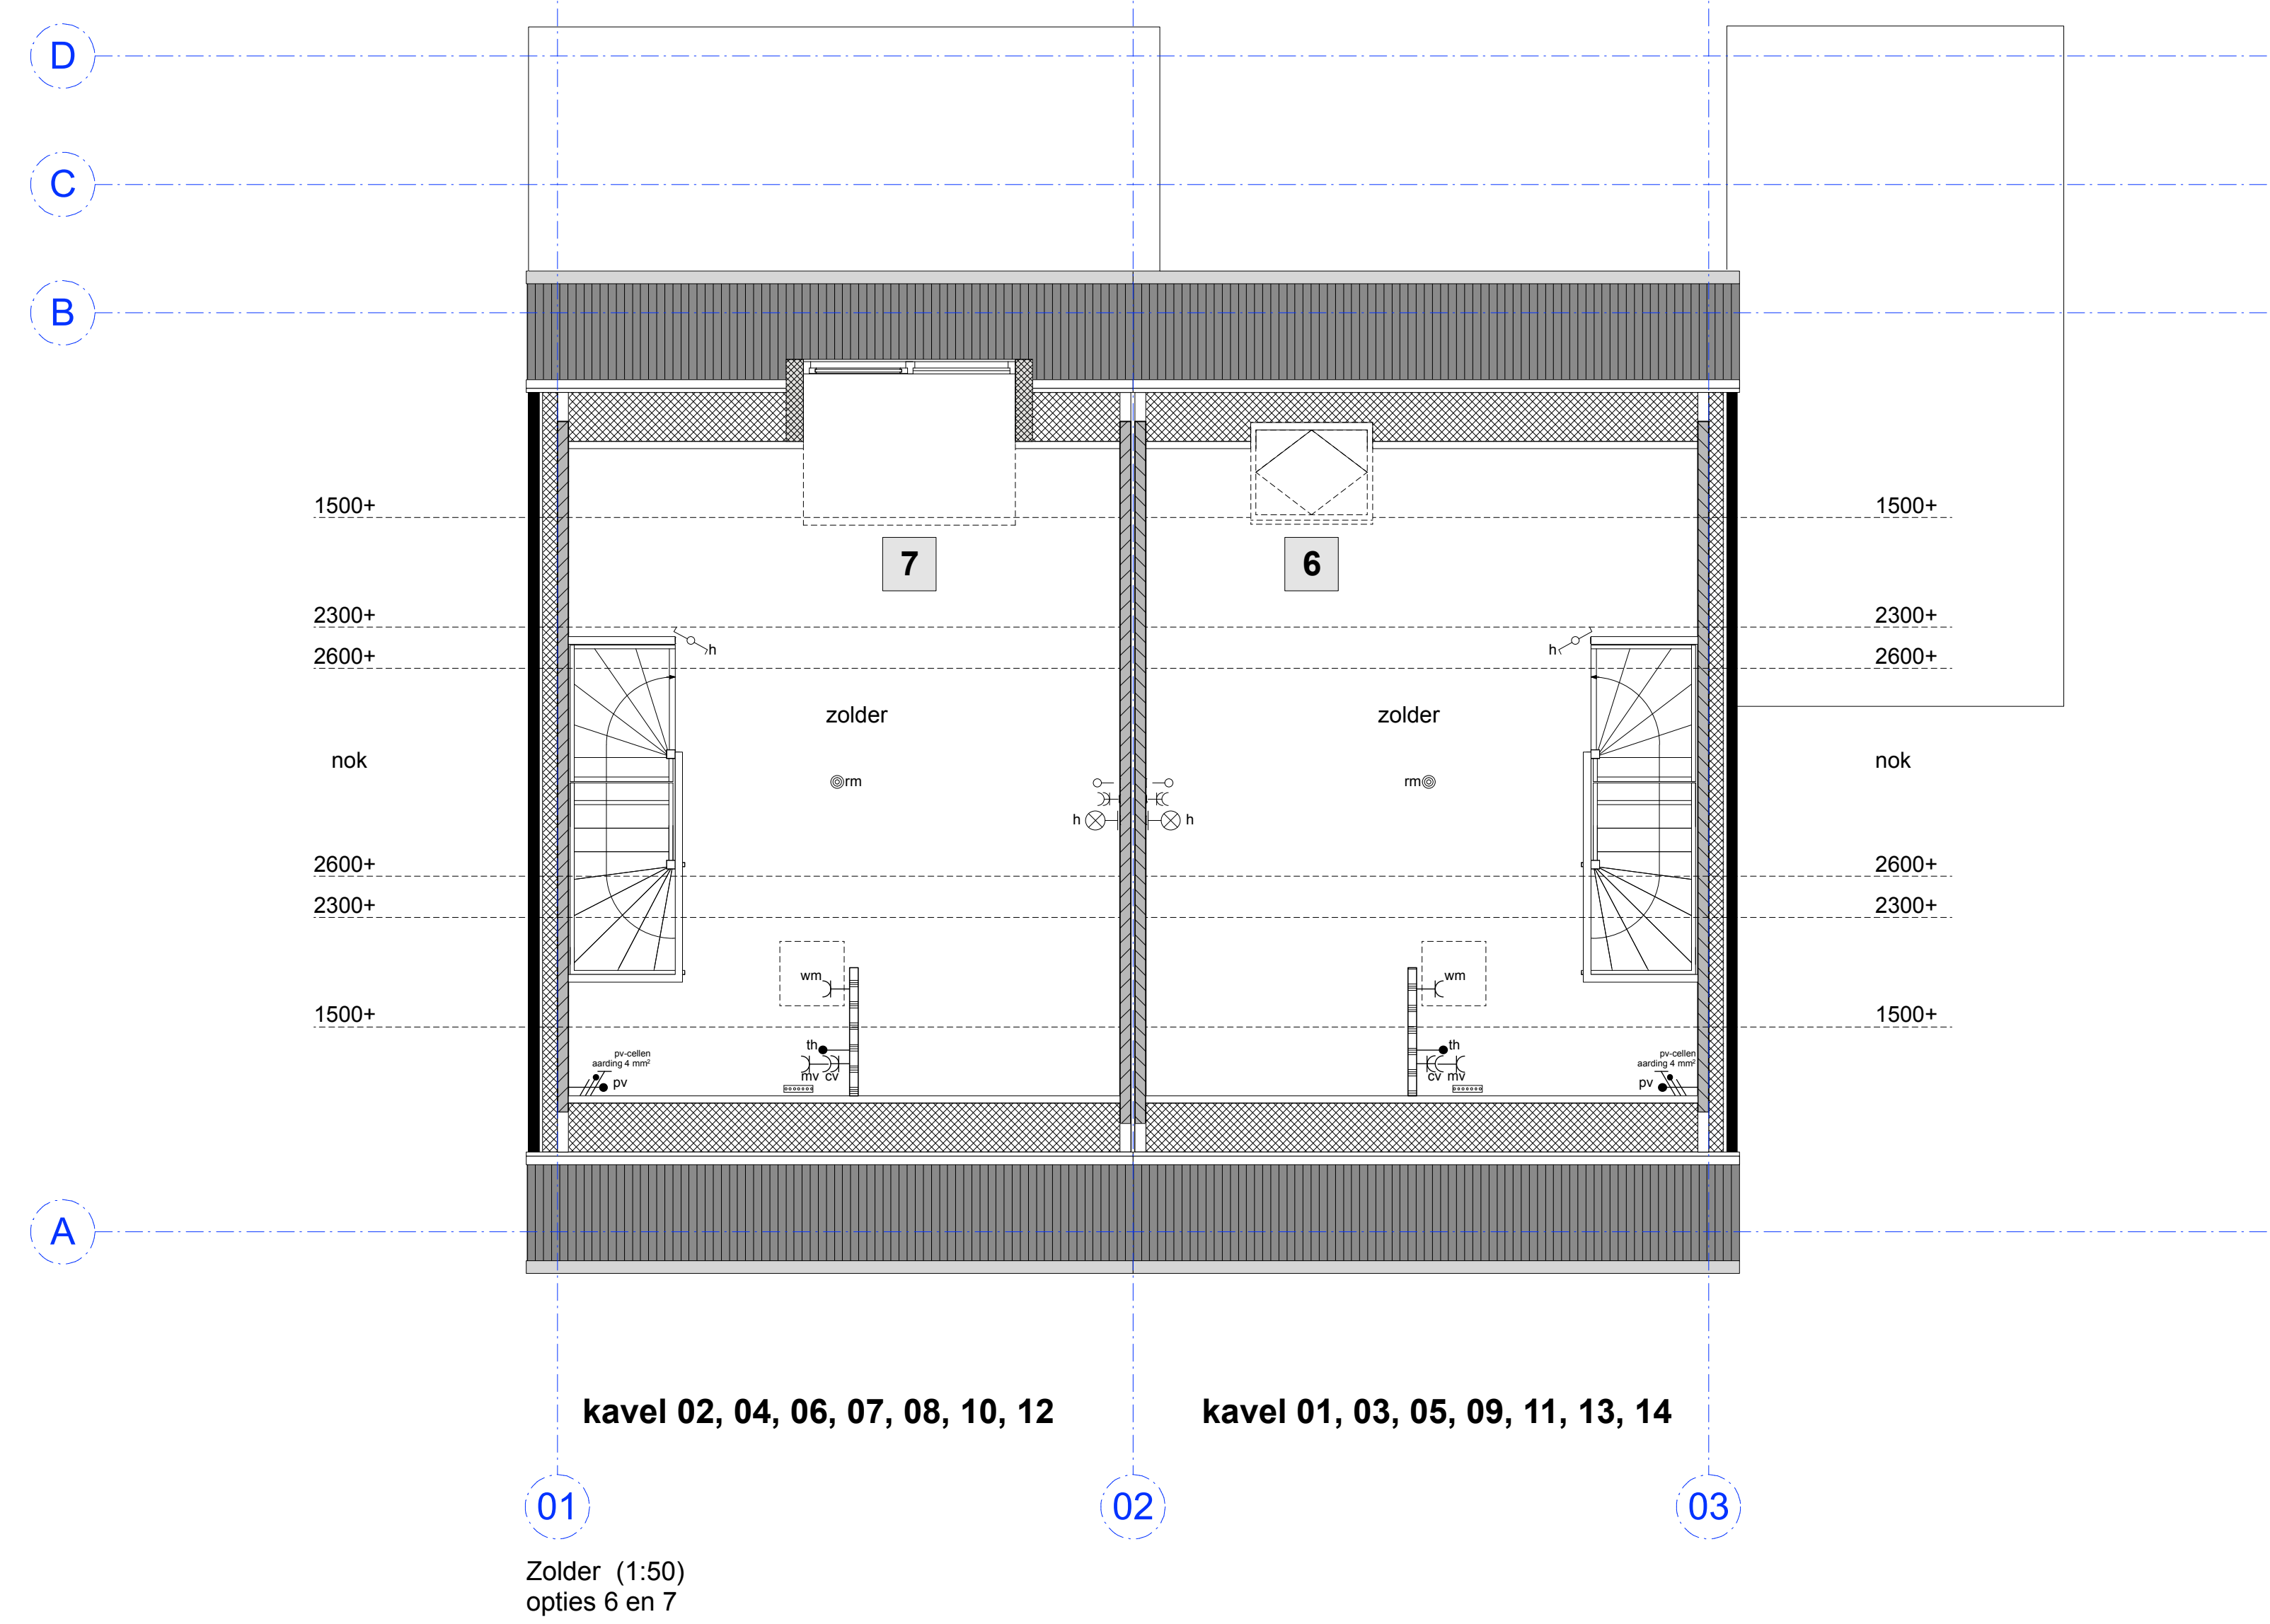 D
C
B
1500+ 1500+
7 6
2300+ 2300+
h h
2600+ 2600+
zolder zolder
nok nok
rm rm
h h
2600+ 2600+
2300+ 2300+
wm wm
1500+ 1500+
th th
pv-cellen pv-cellen
aarding 4 mm² aarding 4 mm²
mv cv cv mv
pv pv
A
kavel 02, 04, 06, 07, 08, 10, 12 kavel 01, 03, 05, 09, 11, 13, 14
01 02 03
Zolder (1:50)
opties 6 en 7